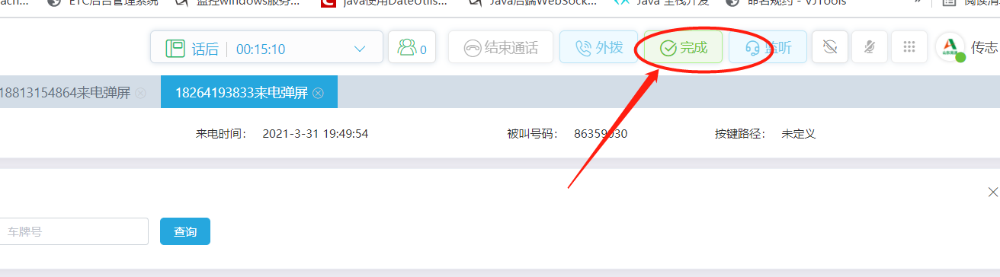 ETC后台管理系统
监控windows服务...
java使用DateUtils...
Java后端WebSock...
Java 全栈开发
命名规约 - VJTools
话后 00:15:10
0
结束通话
外拨
完成
监听
传志
18813154864来电弹屏
18264193833来电弹屏
来电时间： 2021-3-31 19:49:54
被叫号码： 86359030
按键路径： 未定义
车牌号
查询